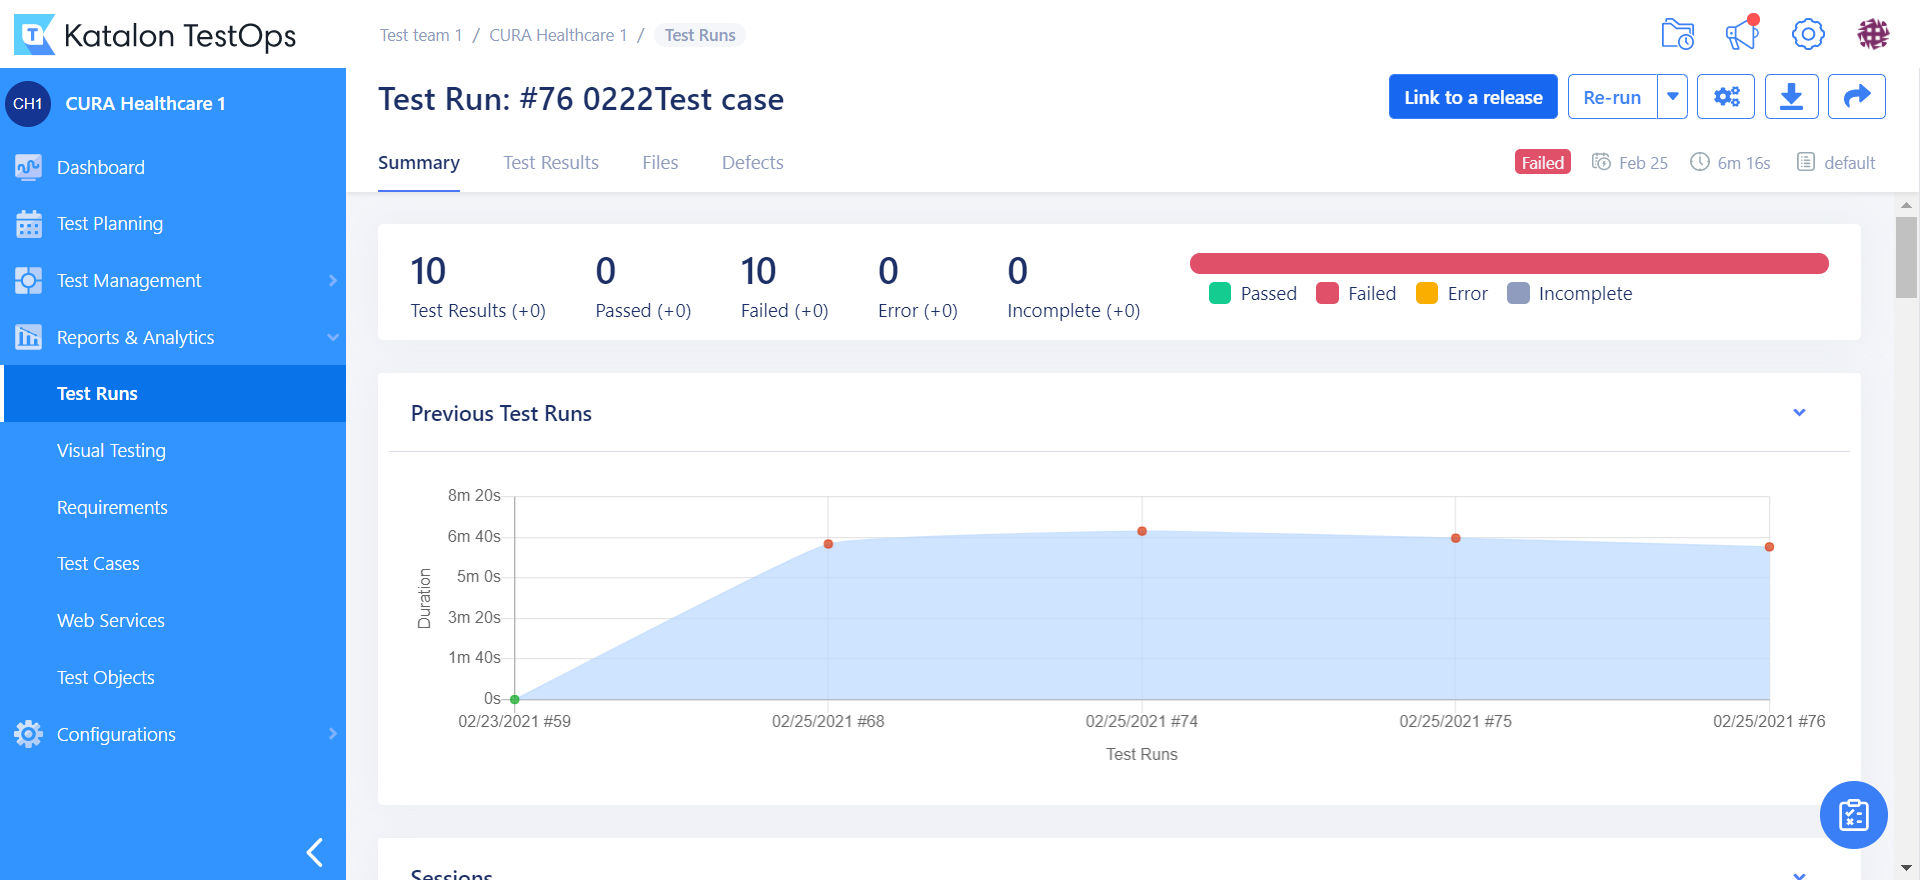 Katalon TestOps
Test team 1 / CURA Healthcare 1 / Test Runs
CH1 CURA Healthcare 1
Dashboard
Test Planning
Test Management
Reports & Analytics
Test Runs
Visual Testing
Requirements
Test Cases
Web Services
Test Objects
Configurations
Test Run: #76 0222Test case
Link to a release
Re-run
Summary Test Results Files Defects
Failed Feb 25 6m 16s default
10 0 10 0 0
Test Results (+0) Passed (+0) Failed (+0) Error (+0) Incomplete (+0)
Passed Failed Error Incomplete
Previous Test Runs
8m 20s
6m 40s
5m 0s
3m 20s
1m 40s
0s
Duration
02/23/2021 #59 02/25/2021 #68 02/25/2021 #74 02/25/2021 #75 02/25/2021 #76
Test Runs
Sessions